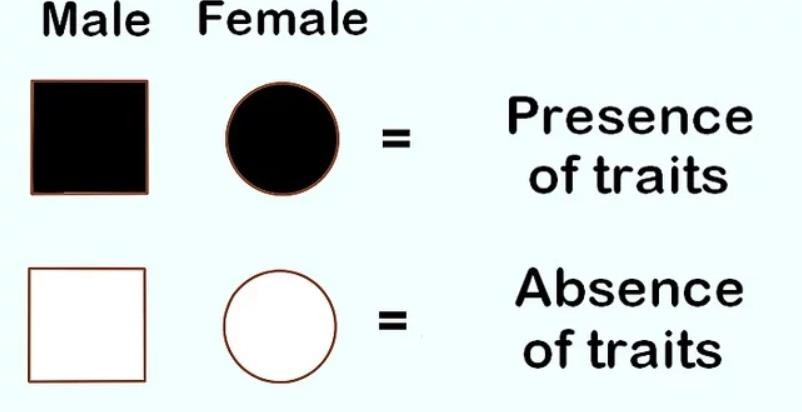 Male Female
= Presence
of traits
= Absence
of traits